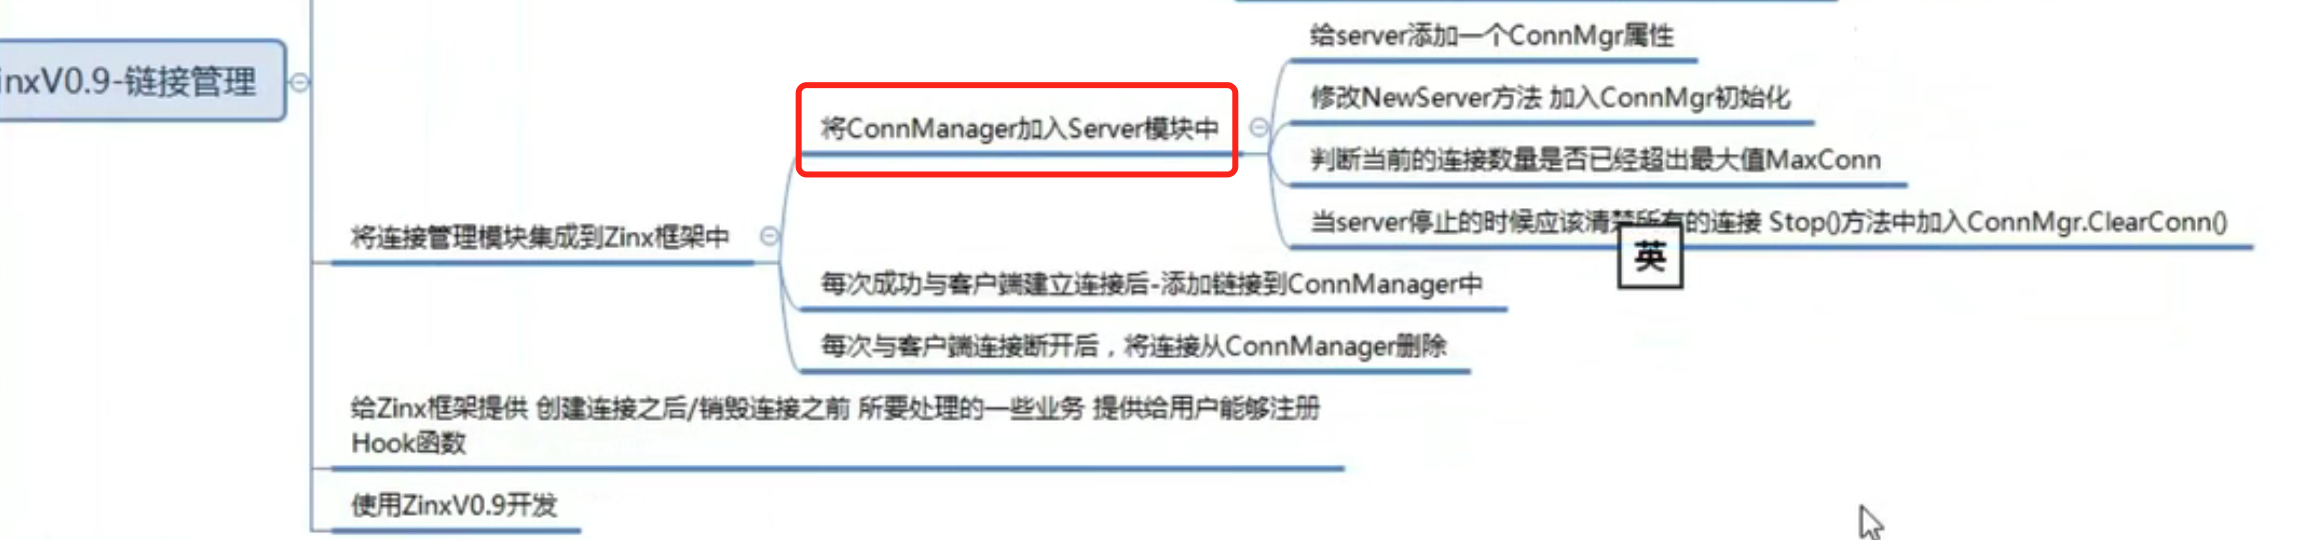 给server添加一个ConnMgr属性
inxV0.9-链接管理
修改NewServer方法 加入ConnMgr初始化
将ConnManager加入Server模块中
判断当前的连接数量是否已经超出最大值MaxConn
当server停止的时候应该清楚所有的连接 Stop()方法中加入ConnMgr.ClearConn()
英
将连接管理模块集成到Zinx框架中
每次成功与客户端建立连接后-添加链接到ConnManager中
每次与客户端连接断开后，将连接从ConnManager删除
给Zinx框架提供 创建连接之后/销毁连接之前 所要处理的一些业务 提供给用户能够注册
Hook函数
使用ZinxV0.9开发